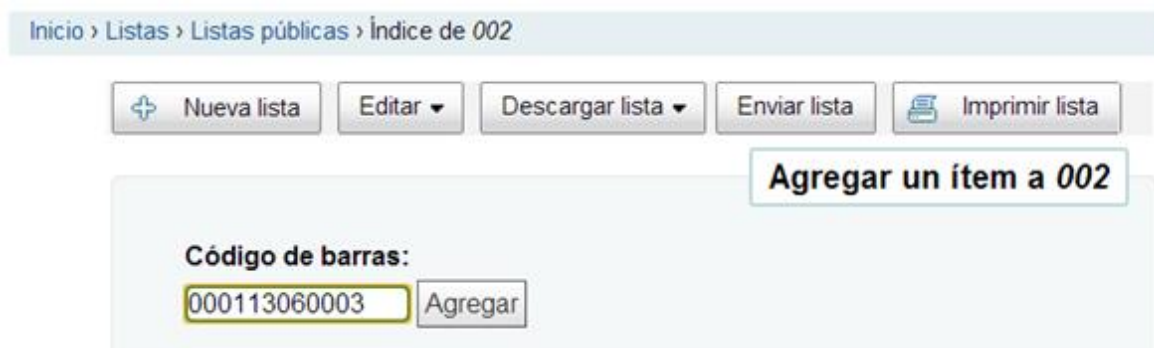 Inicio › Listas › Listas públicas › Índice de 002
Nueva lista Editar Descargar lista Enviar lista Imprimir lista
Agregar un ítem a 002
Código de barras:
000113060003 Agregar